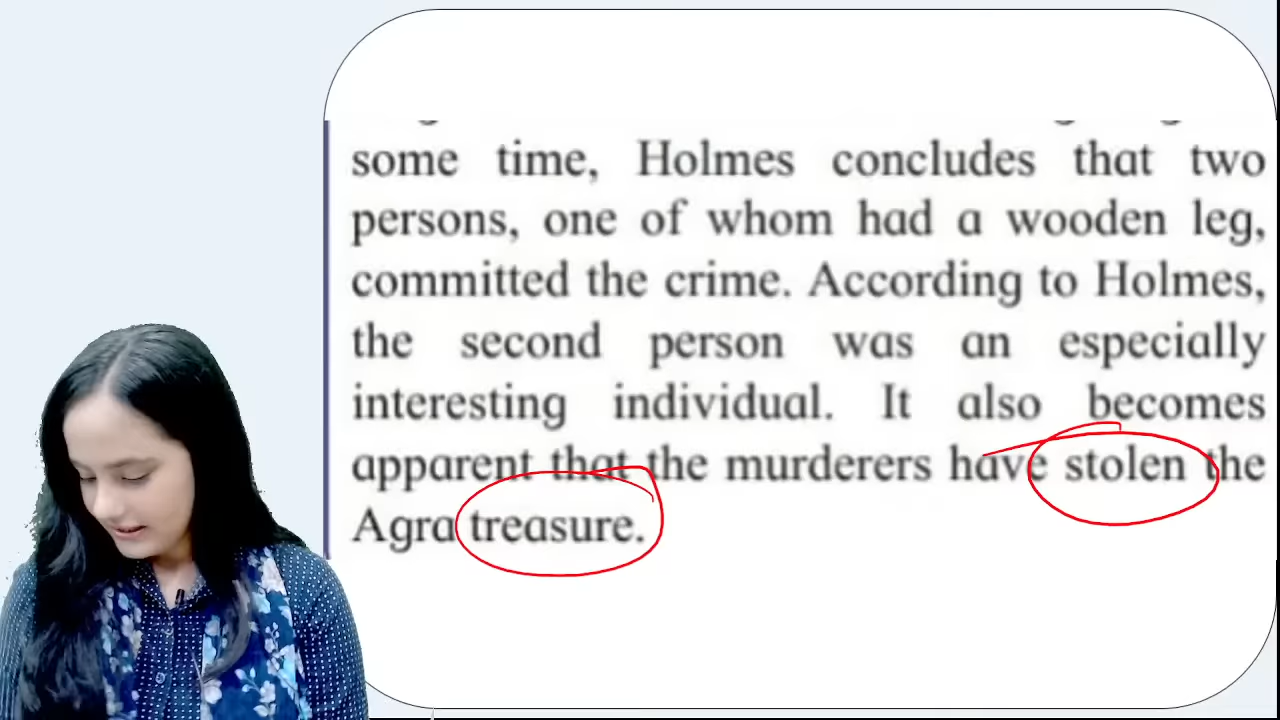 some time, Holmes concludes that two
persons, one of whom had a wooden leg,
committed the crime. According to Holmes,
the second person was an especially
interesting individual. It also becomes
apparent that the murderers have stolen the
Agra treasure.